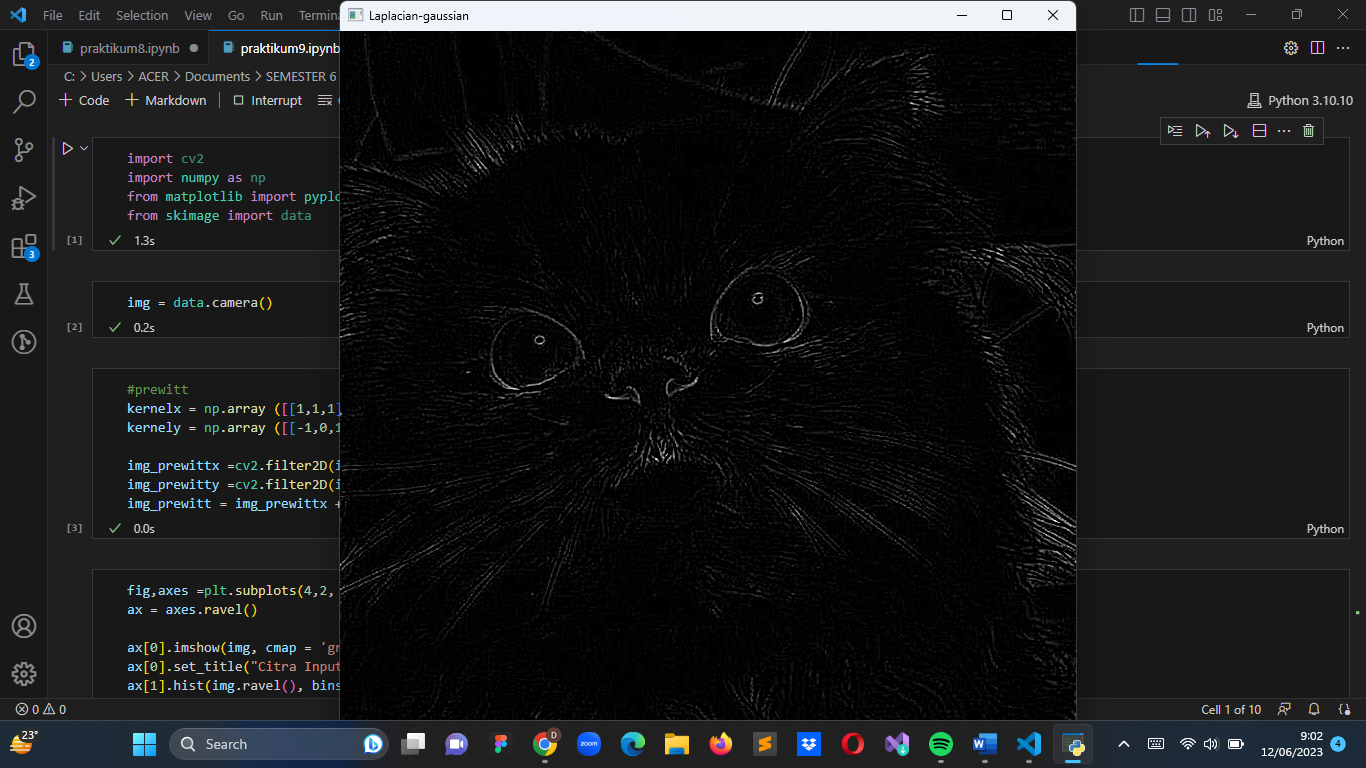 File Edit Selection View Go Run Termina
Laplacian-gaussian
praktikum8.ipynb
praktikum9.ipynb
C: > Users > ACER > Documents > SEMESTER 6
+ Code + Markdown Interrupt
Python 3.10.10
import cv2
import numpy as np
from matplotlib import pyplo
from skimage import data
[1] 1.3s
Python
img = data.camera()
[2] 0.2s
Python
#prewitt
kernelx = np.array ([[1,1,1]
kernely = np.array ([[-1,0,1
img_prewittx =cv2.filter2D(i
img_prewitty =cv2.filter2D(i
img_prewitt = img_prewittx +
[3] 0.0s
Python
fig,axes =plt.subplots(4,2,
ax = axes.ravel()
ax[0].imshow(img, cmap = 'gr
ax[0].set_title("Citra Input
ax[1].hist(img.ravel(), bins
0 0
Cell 1 of 10
23°
Search
zoom
D
9:02
12/06/2023
4
2
3